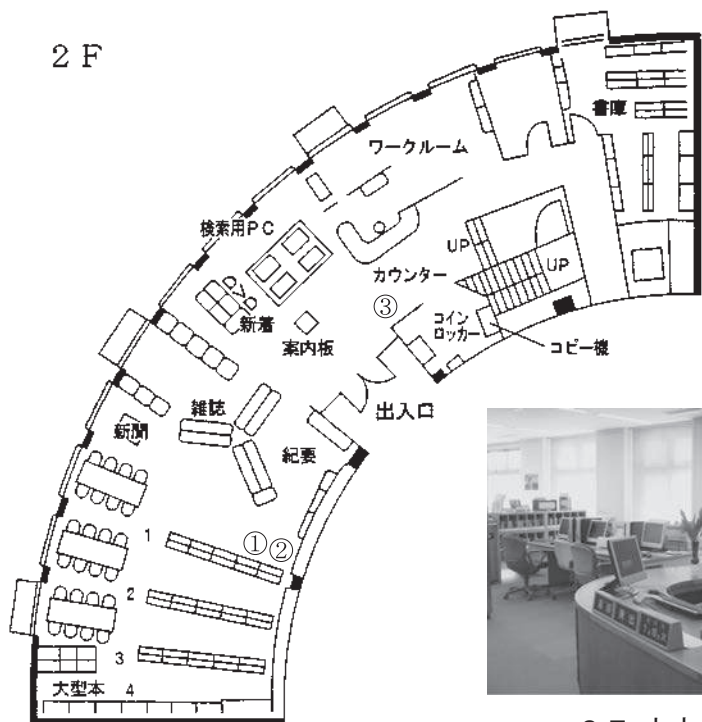 2F
書庫
ワークルーム
検索用PC
UP
カウンター
UP
③
新着
案内板
コイン
ロッカー
コピー機
雑誌
出入口
新聞
紀要
1
①
②
2
3
大型本
4